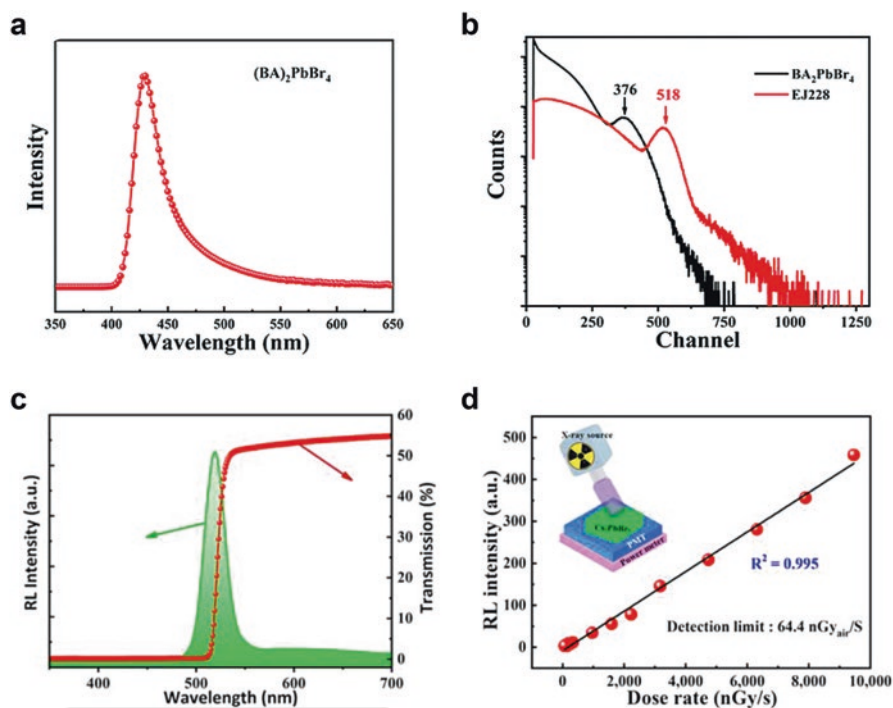 a
(BA)₂PbBr₄
Intensity
350 400 450 500 550 600 650
Wavelength (nm)
b
BA₂PbBr₄
EJ228
376
518
Counts
0 250 500 750 1000 1250
Channel
c
RL Intensity (a.u.)
60
50
40
30
20
10
0
Transmission (%)
400 500 600 700
Wavelength (nm)
d
500
400
300
200
100
0
RL intensity (a.u.)
X-ray source
PMT
Power meter
R² = 0.995
Detection limit : 64.4 nGyₐᵢᵣ/S
0 2,000 4,000 6,000 8,000 10,000
Dose rate (nGy/s)